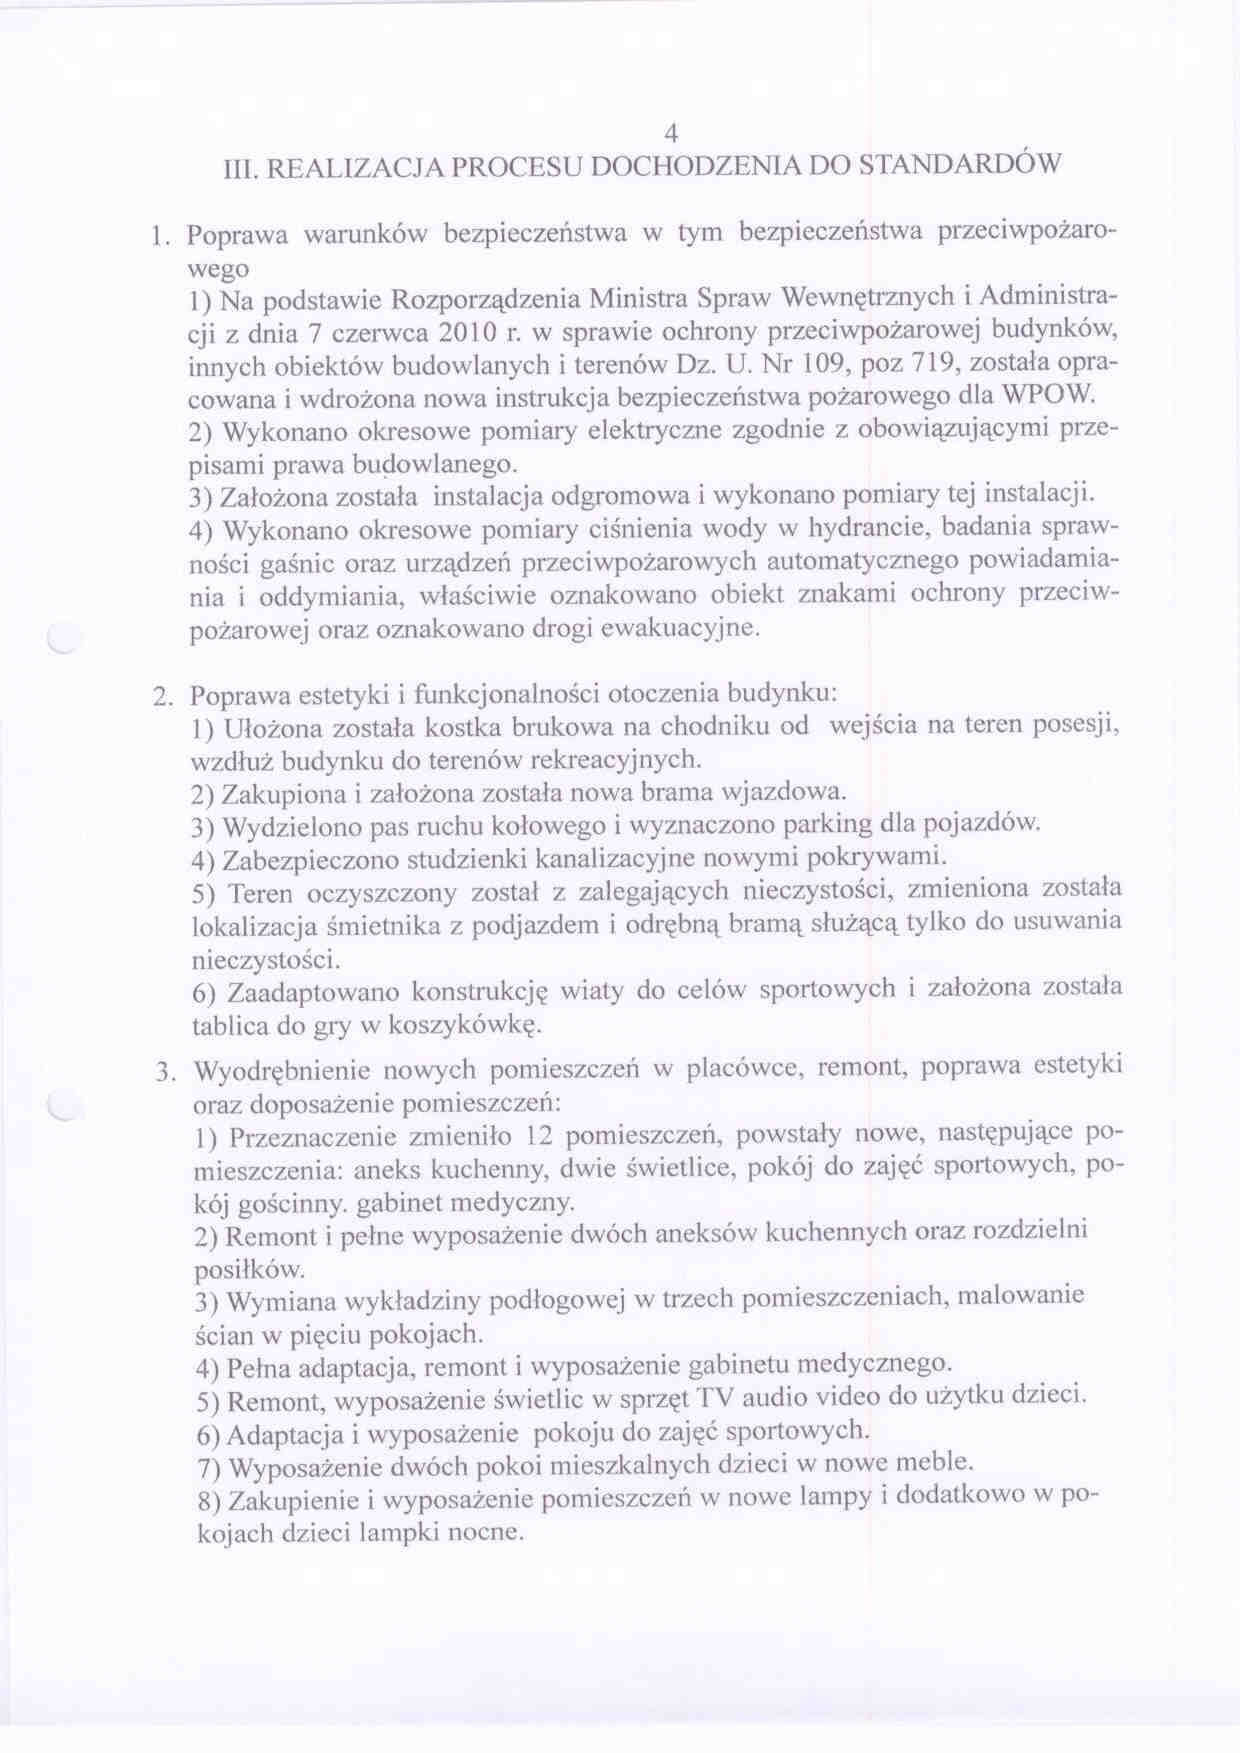 4
III. REALIZACJA PROCESU DOCHODZENIA DO STANDARDÓW
1. Poprawa warunków bezpieczeństwa w tym bezpieczeństwa przeciwpożaro-
wego
1) Na podstawie Rozporządzenia Ministra Spraw Wewnętrznych i Administra-
cji z dnia 7 czerwca 2010 r. w sprawie ochrony przeciwpożarowej budynków,
innych obiektów budowlanych i terenów Dz. U. Nr 109, poz 719, została opra-
cowana i wdrożona nowa instrukcja bezpieczeństwa pożarowego dla WPOW.
2) Wykonano okresowe pomiary elektryczne zgodnie z obowiązującymi prze-
pisami prawa budowlanego.
3) Założona została instalacja odgromowa i wykonano pomiary tej instalacji.
4) Wykonano okresowe pomiary ciśnienia wody w hydrancie, badania spraw-
ności gaśnic oraz urządzeń przeciwpożarowych automatycznego powiadamia-
nia i oddymiania, właściwie oznakowano obiekt znakami ochrony przeciw-
pożarowej oraz oznakowano drogi ewakuacyjne.
2. Poprawa estetyki i funkcjonalności otoczenia budynku:
1) Ułożona została kostka brukowa na chodniku od wejścia na teren posesji,
wzdłuż budynku do terenów rekreacyjnych.
2) Zakupiona i założona została nowa brama wjazdowa.
3) Wydzielono pas ruchu kołowego i wyznaczono parking dla pojazdów.
4) Zabezpieczono studzienki kanalizacyjne nowymi pokrywami.
5) Teren oczyszczony został z zalegających nieczystości, zmieniona została
lokalizacja śmietnika z podjazdem i odrębną bramą służącą tylko do usuwania
nieczystości.
6) Zaadaptowano konstrukcję wiaty do celów sportowych i założona została
tablica do gry w koszykówkę.
3. Wyodrębnienie nowych pomieszczeń w placówce, remont, poprawa estetyki
oraz doposażenie pomieszczeń:
1) Przeznaczenie zmieniło 12 pomieszczeń, powstały nowe, następujące po-
mieszczenia: aneks kuchenny, dwie świetlice, pokój do zajęć sportowych, po-
kój gościnny. gabinet medyczny.
2) Remont i pełne wyposażenie dwóch aneksów kuchennych oraz rozdzielni
posiłków.
3) Wymiana wykładziny podłogowej w trzech pomieszczeniach, malowanie
ścian w pięciu pokojach.
4) Pełna adaptacja, remont i wyposażenie gabinetu medycznego.
5) Remont, wyposażenie świetlic w sprzęt TV audio video do użytku dzieci.
6) Adaptacja i wyposażenie pokoju do zajęć sportowych.
7) Wyposażenie dwóch pokoi mieszkalnych dzieci w nowe meble.
8) Zakupienie i wyposażenie pomieszczeń w nowe lampy i dodatkowo w po-
kojach dzieci lampki nocne.